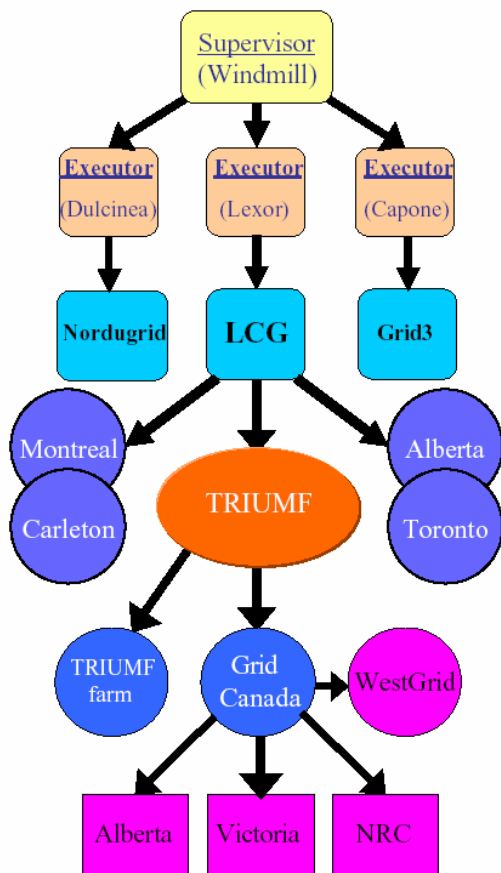 Supervisor
(Windmill)
Executor
(Dulcinea)
Executor
(Lexor)
Executor
(Capone)
Nordugrid
LCG
Grid3
Montreal
Carleton
TRIUMF
Alberta
Toronto
TRIUMF
farm
Grid
Canada
WestGrid
Alberta
Victoria
NRC